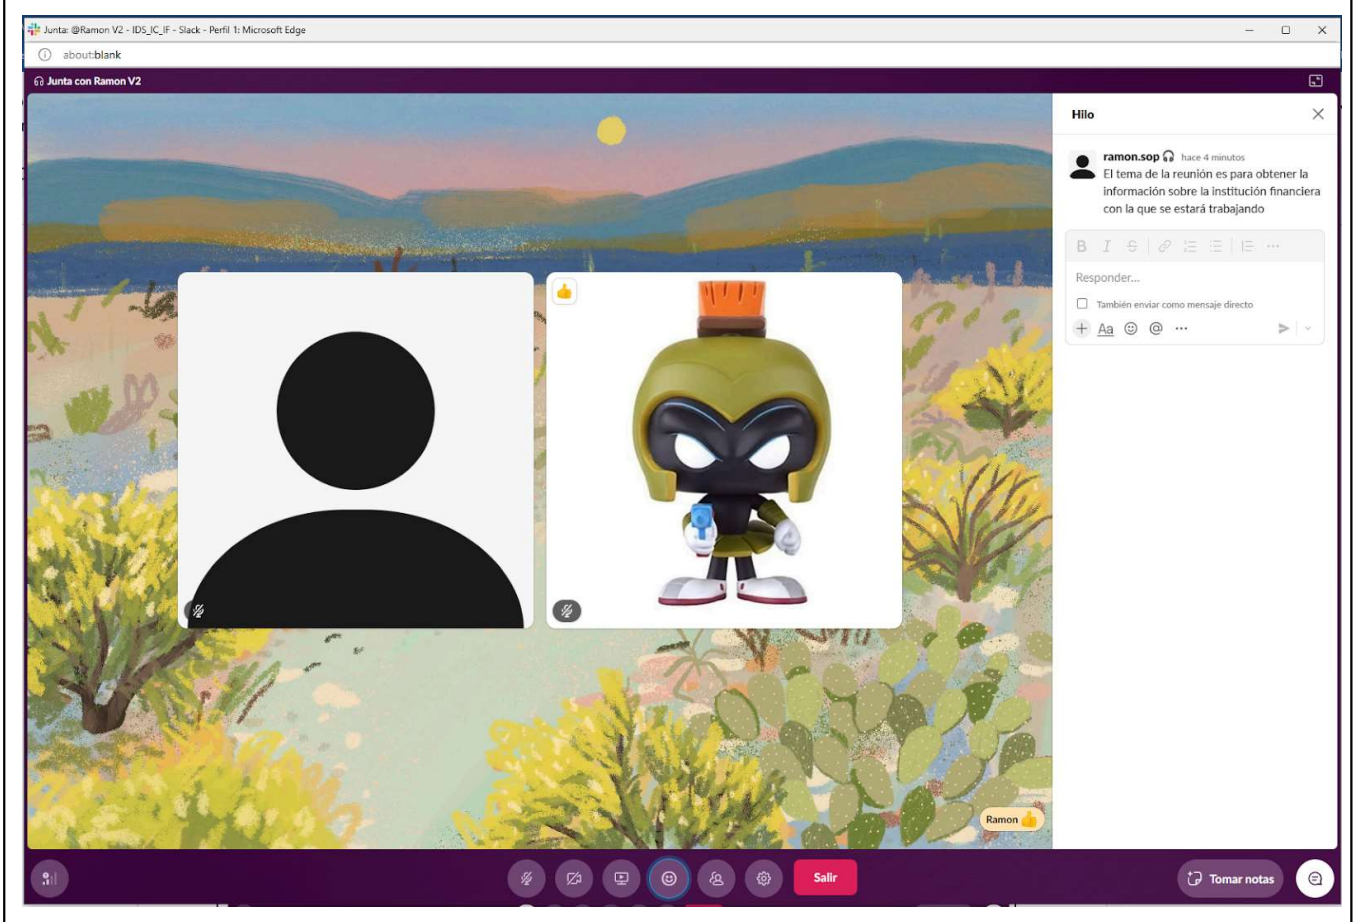 Junta: @Ramon V2 - IDS_IC_IF - Slack - Perfil 1: Microsoft Edge
about:blank
Junta con Ramon V2
Hilo
ramon.sop hace 4 minutos
El tema de la reunión es para obtener la
información sobre la institución financiera
con la que se estará trabajando
B I S
Responder...
También enviar como mensaje directo
Aa @
Ramon
Salir
Tomar notas